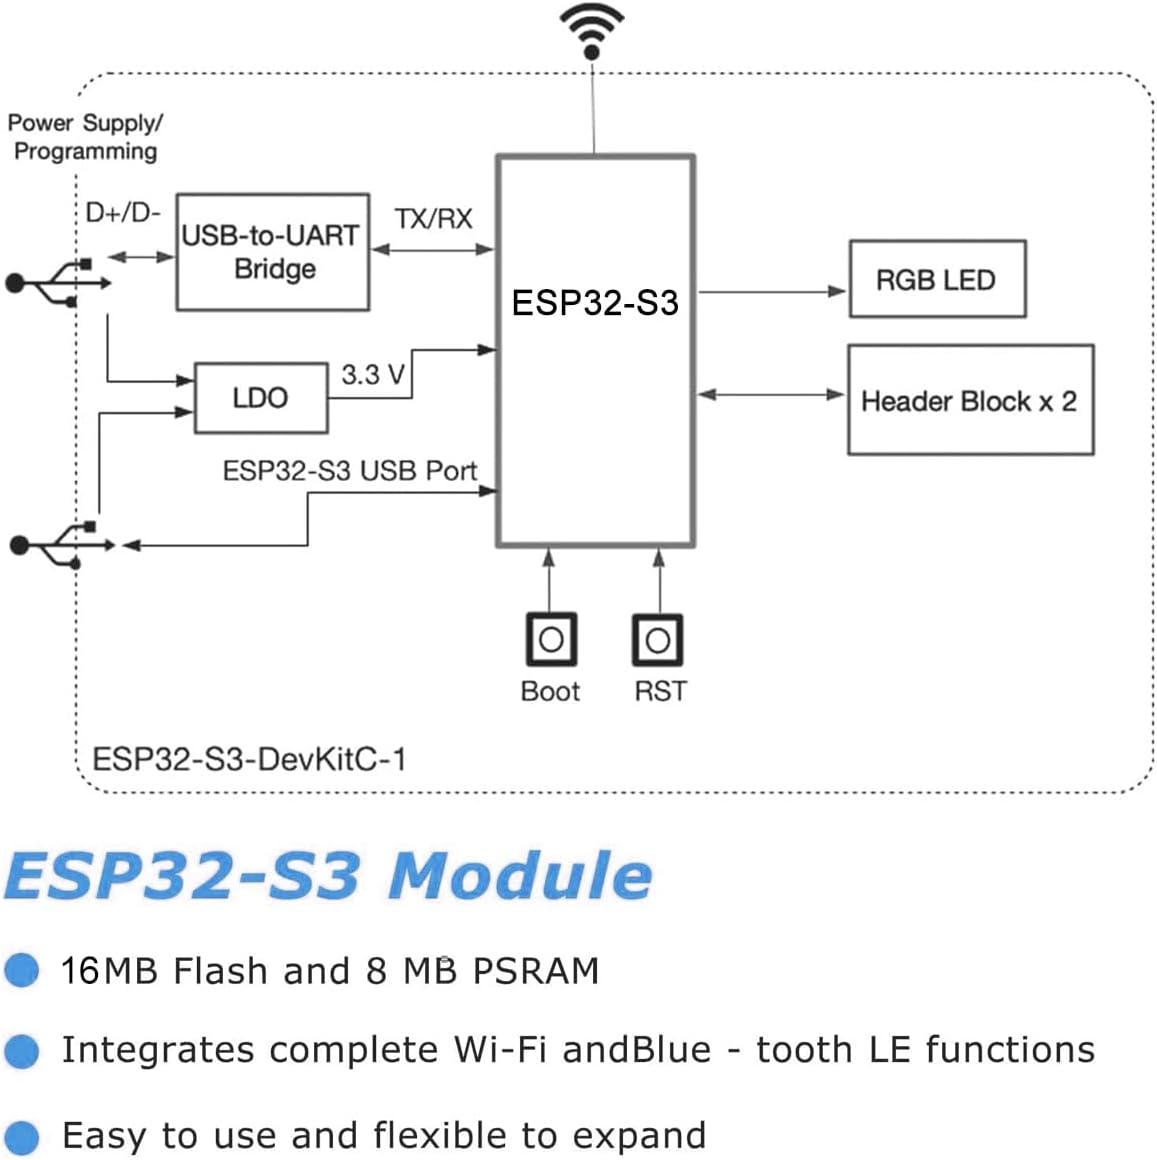 Power Supply/
Programming
D+/D-
USB-to-UART
Bridge
TX/RX
ESP32-S3
RGB LED
LDO
3.3 V
Header Block x 2
ESP32-S3 USB Port
Boot
RST
ESP32-S3-DevKitC-1
ESP32-S3 Module
16MB Flash and 8 MB PSRAM
Integrates complete Wi-Fi andBlue - tooth LE functions
Easy to use and flexible to expand